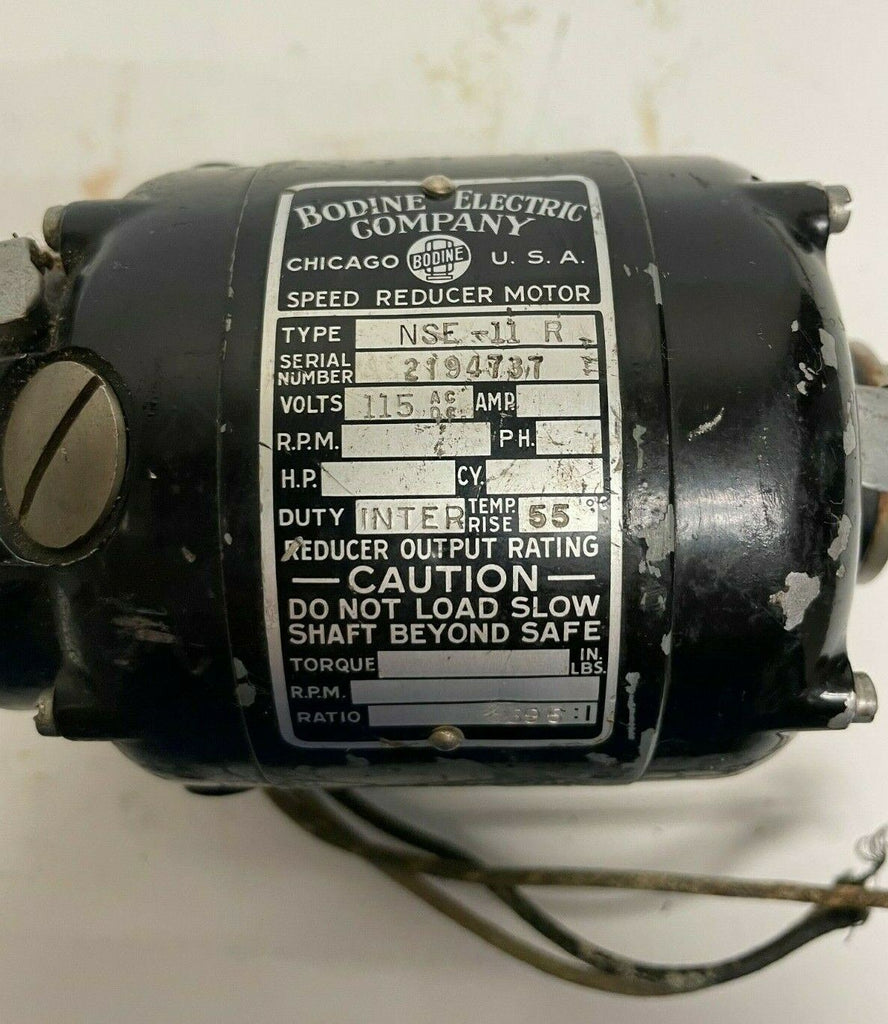 BODINE ELECTRIC
COMPANY
CHICAGO BODINE U. S. A.
SPEED REDUCER MOTOR
TYPE NSE-11 R
SERIAL NUMBER 2194737
VOLTS 115 AC DC. AMP.
R.P.M. PH.
H.P. CY.
DUTY INTER TEMP. RISE 55 °C
REDUCER OUTPUT RATING
— CAUTION —
DO NOT LOAD SLOW
SHAFT BEYOND SAFE
TORQUE IN. LBS.
R.P.M.
RATIO